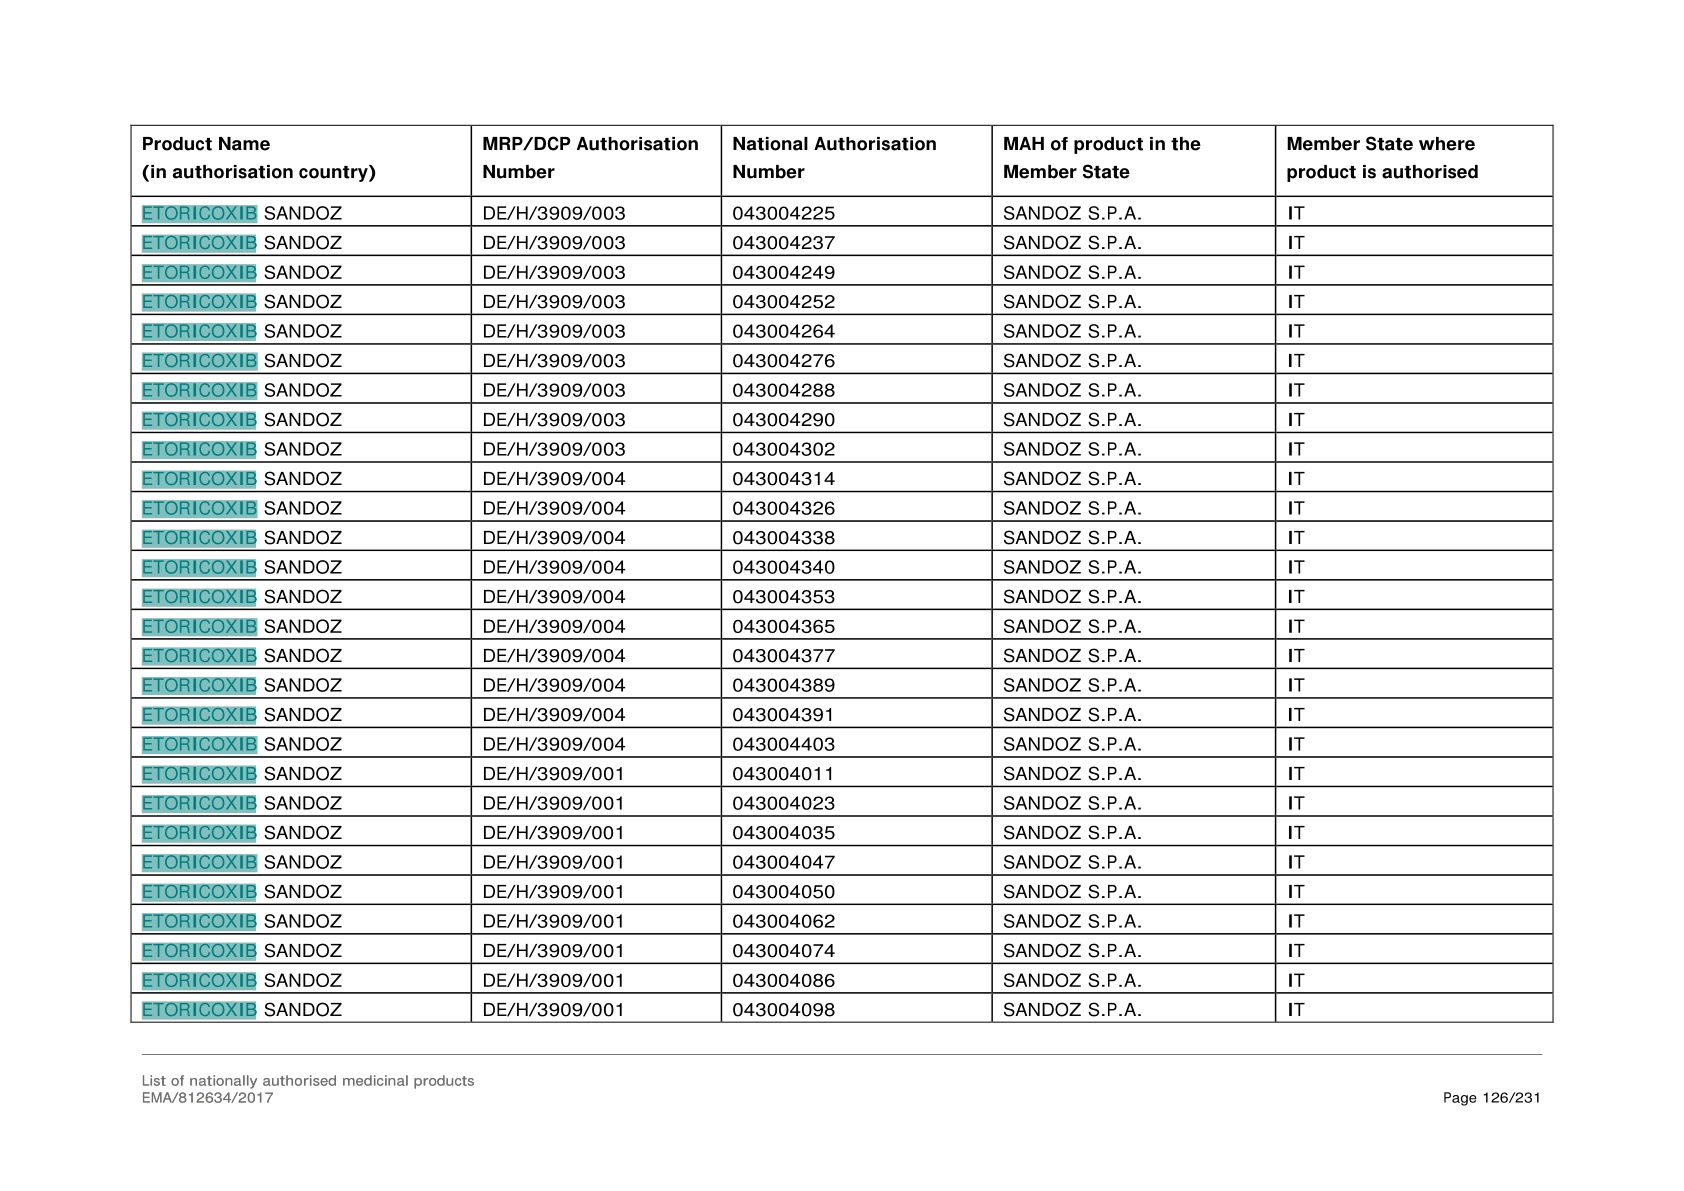 Product Name (in authorisation country) MRP/DCP Authorisation Number National Authorisation Number MAH of product in the Member State Member State where product is authorised
ETORICOXIB SANDOZ DE/H/3909/003 043004225 SANDOZ S.P.A. IT
ETORICOXIB SANDOZ DE/H/3909/003 043004237 SANDOZ S.P.A. IT
ETORICOXIB SANDOZ DE/H/3909/003 043004249 SANDOZ S.P.A. IT
ETORICOXIB SANDOZ DE/H/3909/003 043004252 SANDOZ S.P.A. IT
ETORICOXIB SANDOZ DE/H/3909/003 043004264 SANDOZ S.P.A. IT
ETORICOXIB SANDOZ DE/H/3909/003 043004276 SANDOZ S.P.A. IT
ETORICOXIB SANDOZ DE/H/3909/003 043004288 SANDOZ S.P.A. IT
ETORICOXIB SANDOZ DE/H/3909/003 043004290 SANDOZ S.P.A. IT
ETORICOXIB SANDOZ DE/H/3909/003 043004302 SANDOZ S.P.A. IT
ETORICOXIB SANDOZ DE/H/3909/004 043004314 SANDOZ S.P.A. IT
ETORICOXIB SANDOZ DE/H/3909/004 043004326 SANDOZ S.P.A. IT
ETORICOXIB SANDOZ DE/H/3909/004 043004338 SANDOZ S.P.A. IT
ETORICOXIB SANDOZ DE/H/3909/004 043004340 SANDOZ S.P.A. IT
ETORICOXIB SANDOZ DE/H/3909/004 043004353 SANDOZ S.P.A. IT
ETORICOXIB SANDOZ DE/H/3909/004 043004365 SANDOZ S.P.A. IT
ETORICOXIB SANDOZ DE/H/3909/004 043004377 SANDOZ S.P.A. IT
ETORICOXIB SANDOZ DE/H/3909/004 043004389 SANDOZ S.P.A. IT
ETORICOXIB SANDOZ DE/H/3909/004 043004391 SANDOZ S.P.A. IT
ETORICOXIB SANDOZ DE/H/3909/004 043004403 SANDOZ S.P.A. IT
ETORICOXIB SANDOZ DE/H/3909/001 043004011 SANDOZ S.P.A. IT
ETORICOXIB SANDOZ DE/H/3909/001 043004023 SANDOZ S.P.A. IT
ETORICOXIB SANDOZ DE/H/3909/001 043004035 SANDOZ S.P.A. IT
ETORICOXIB SANDOZ DE/H/3909/001 043004047 SANDOZ S.P.A. IT
ETORICOXIB SANDOZ DE/H/3909/001 043004050 SANDOZ S.P.A. IT
ETORICOXIB SANDOZ DE/H/3909/001 043004062 SANDOZ S.P.A. IT
ETORICOXIB SANDOZ DE/H/3909/001 043004074 SANDOZ S.P.A. IT
ETORICOXIB SANDOZ DE/H/3909/001 043004086 SANDOZ S.P.A. IT
ETORICOXIB SANDOZ DE/H/3909/001 043004098 SANDOZ S.P.A. IT
List of nationally authorised medicinal products
EMA/812634/2017 Page 126/231